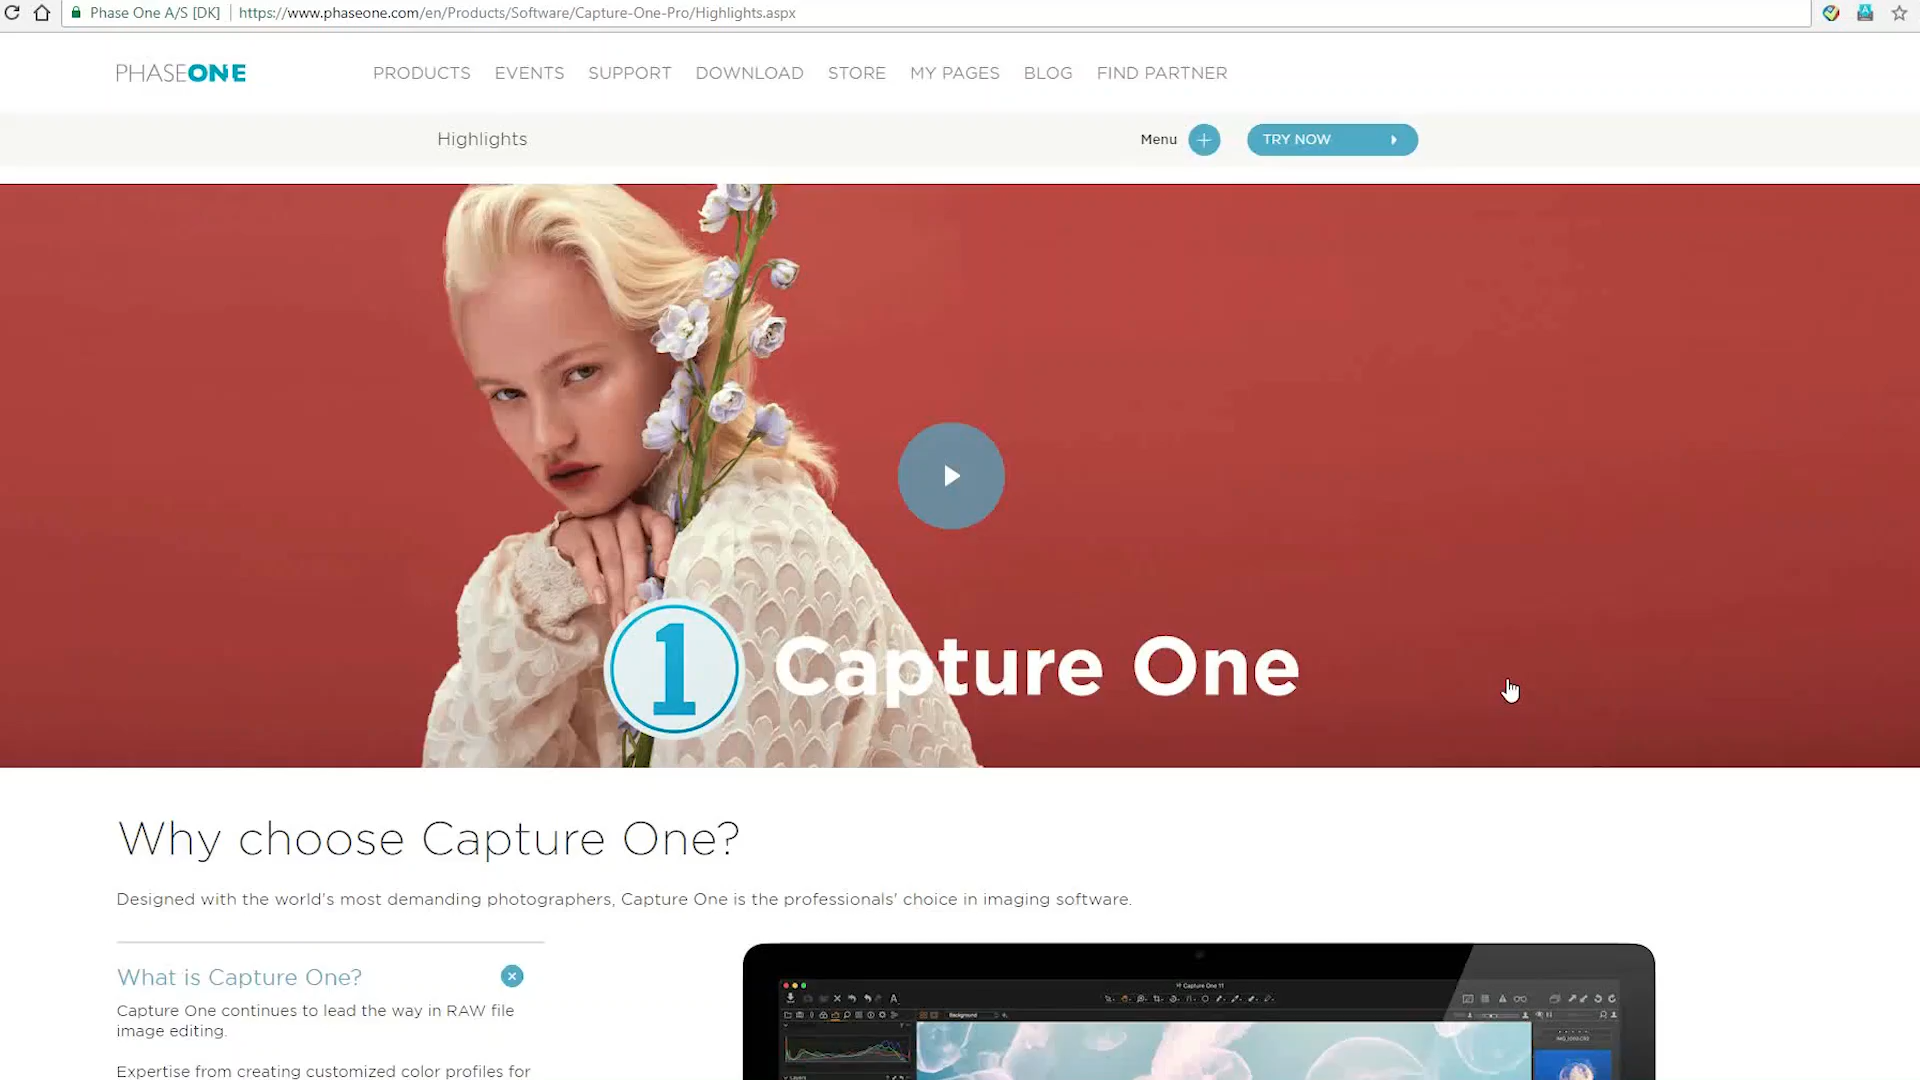 Phase One A/S [DK] https://www.phaseone.com/en/Products/Software/Capture-One-Pro/Highlights.aspx
PHASEONE PRODUCTS EVENTS SUPPORT DOWNLOAD STORE MY PAGES BLOG FIND PARTNER
Highlights Menu TRY NOW
1 Capture One
Why choose Capture One?
Designed with the world's most demanding photographers, Capture One is the professionals' choice in imaging software.
What is Capture One?
Capture One continues to lead the way in RAW file
image editing.
Expertise from creating customized color profiles for
Capture One 11
Background